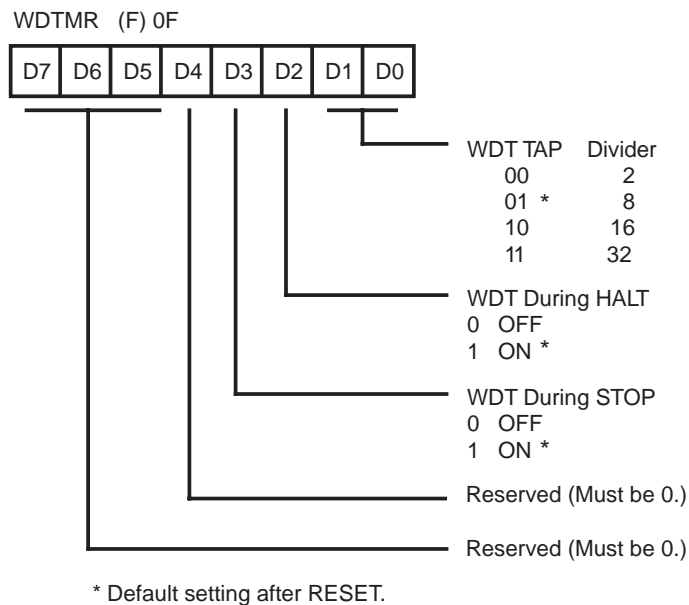 WDTMR (F) 0F
D7 D6 D5 D4 D3 D2 D1 D0
WDT TAP Divider
00 2
01 * 8
10 16
11 32
WDT During HALT
0 OFF
1 ON *
WDT During STOP
0 OFF
1 ON *
Reserved (Must be 0.)
Reserved (Must be 0.)
* Default setting after RESET.